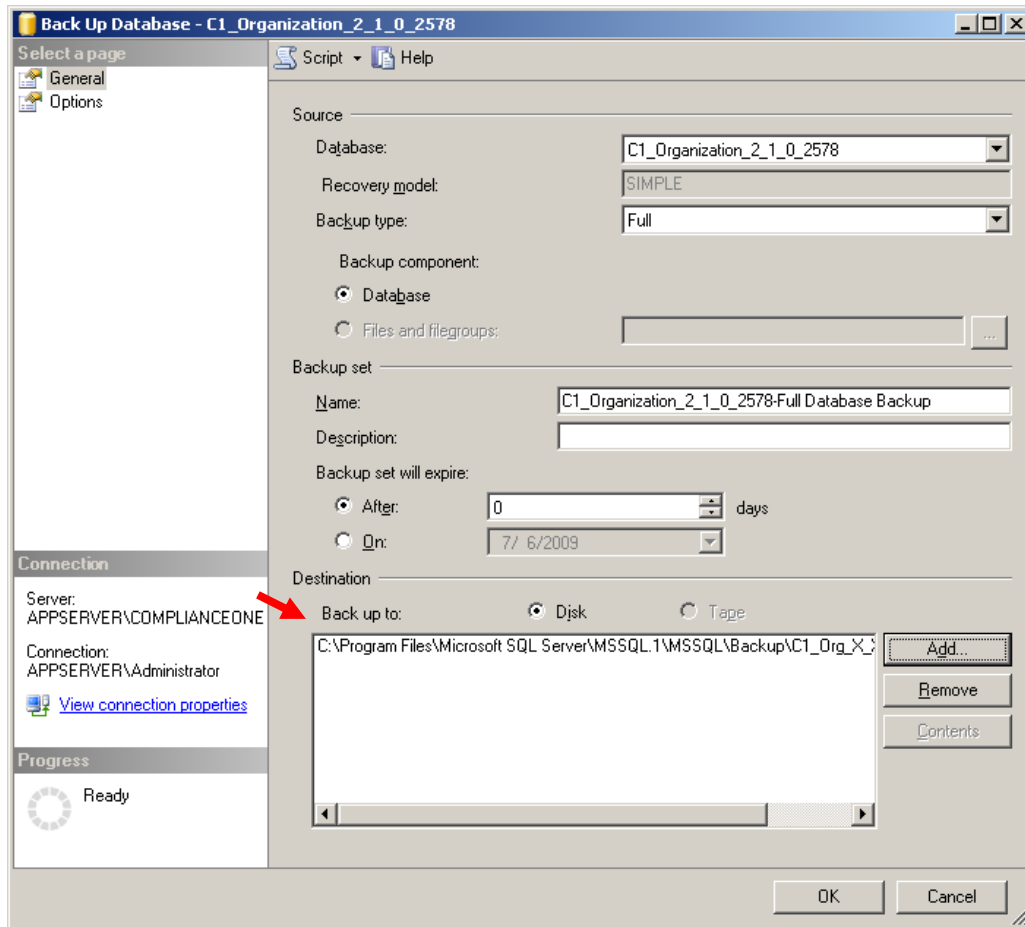 Back Up Database - C1_Organization_2_1_0_2578
Select a page
General
Options
Script
Help
Source
Database:
C1_Organization_2_1_0_2578
Recovery model:
SIMPLE
Backup type:
Full
Backup component:
Database
Files and filegroups:
...
Backup set
Name:
C1_Organization_2_1_0_2578-Full Database Backup
Description:
Backup set will expire:
After:
0
days
On:
7/ 6/2009
Destination
Back up to:
Disk
Tape
C:\Program Files\Microsoft SQL Server\MSSQL.1\MSSQL\Backup\C1_Org_X_
Add...
Remove
Contents
Connection
Server:
APPSERVER\COMPLIANCEONE
Connection:
APPSERVER\Administrator
View connection properties
Progress
Ready
OK
Cancel